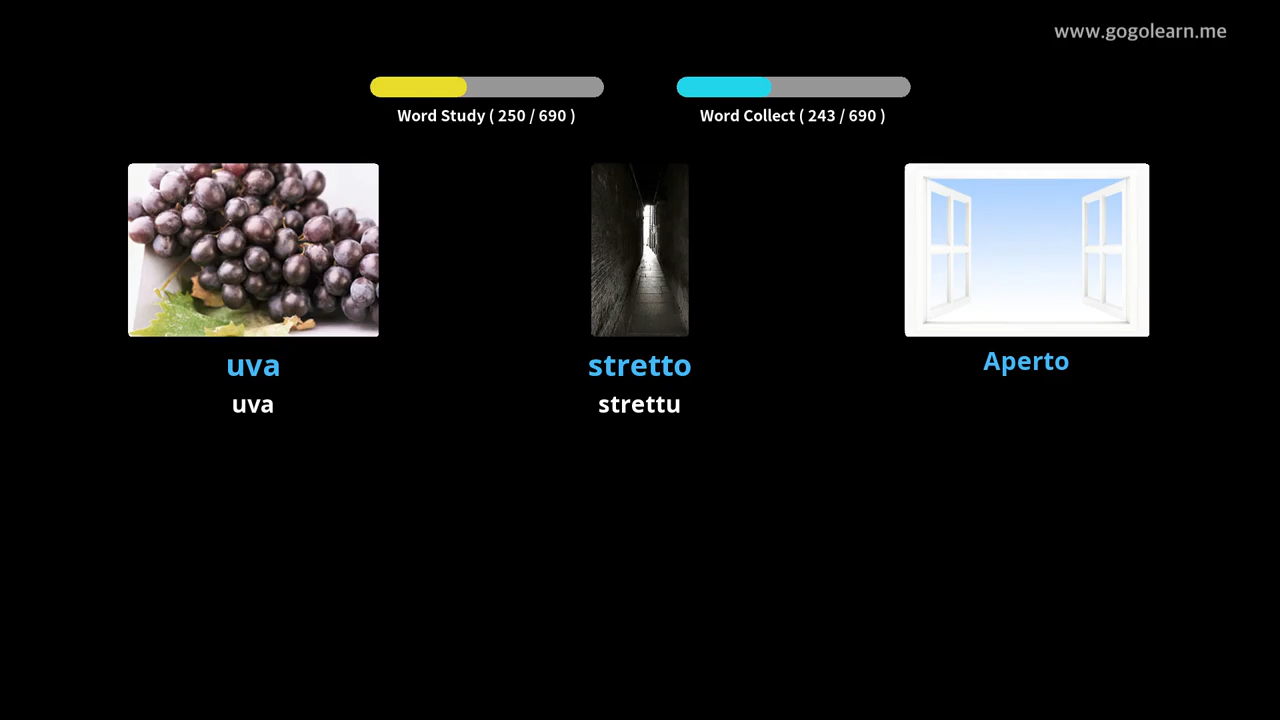 www.gogolearn.me
Word Study ( 250 / 690 )
Word Collect ( 243 / 690 )
uva
uva
stretto
strettu
Aperto